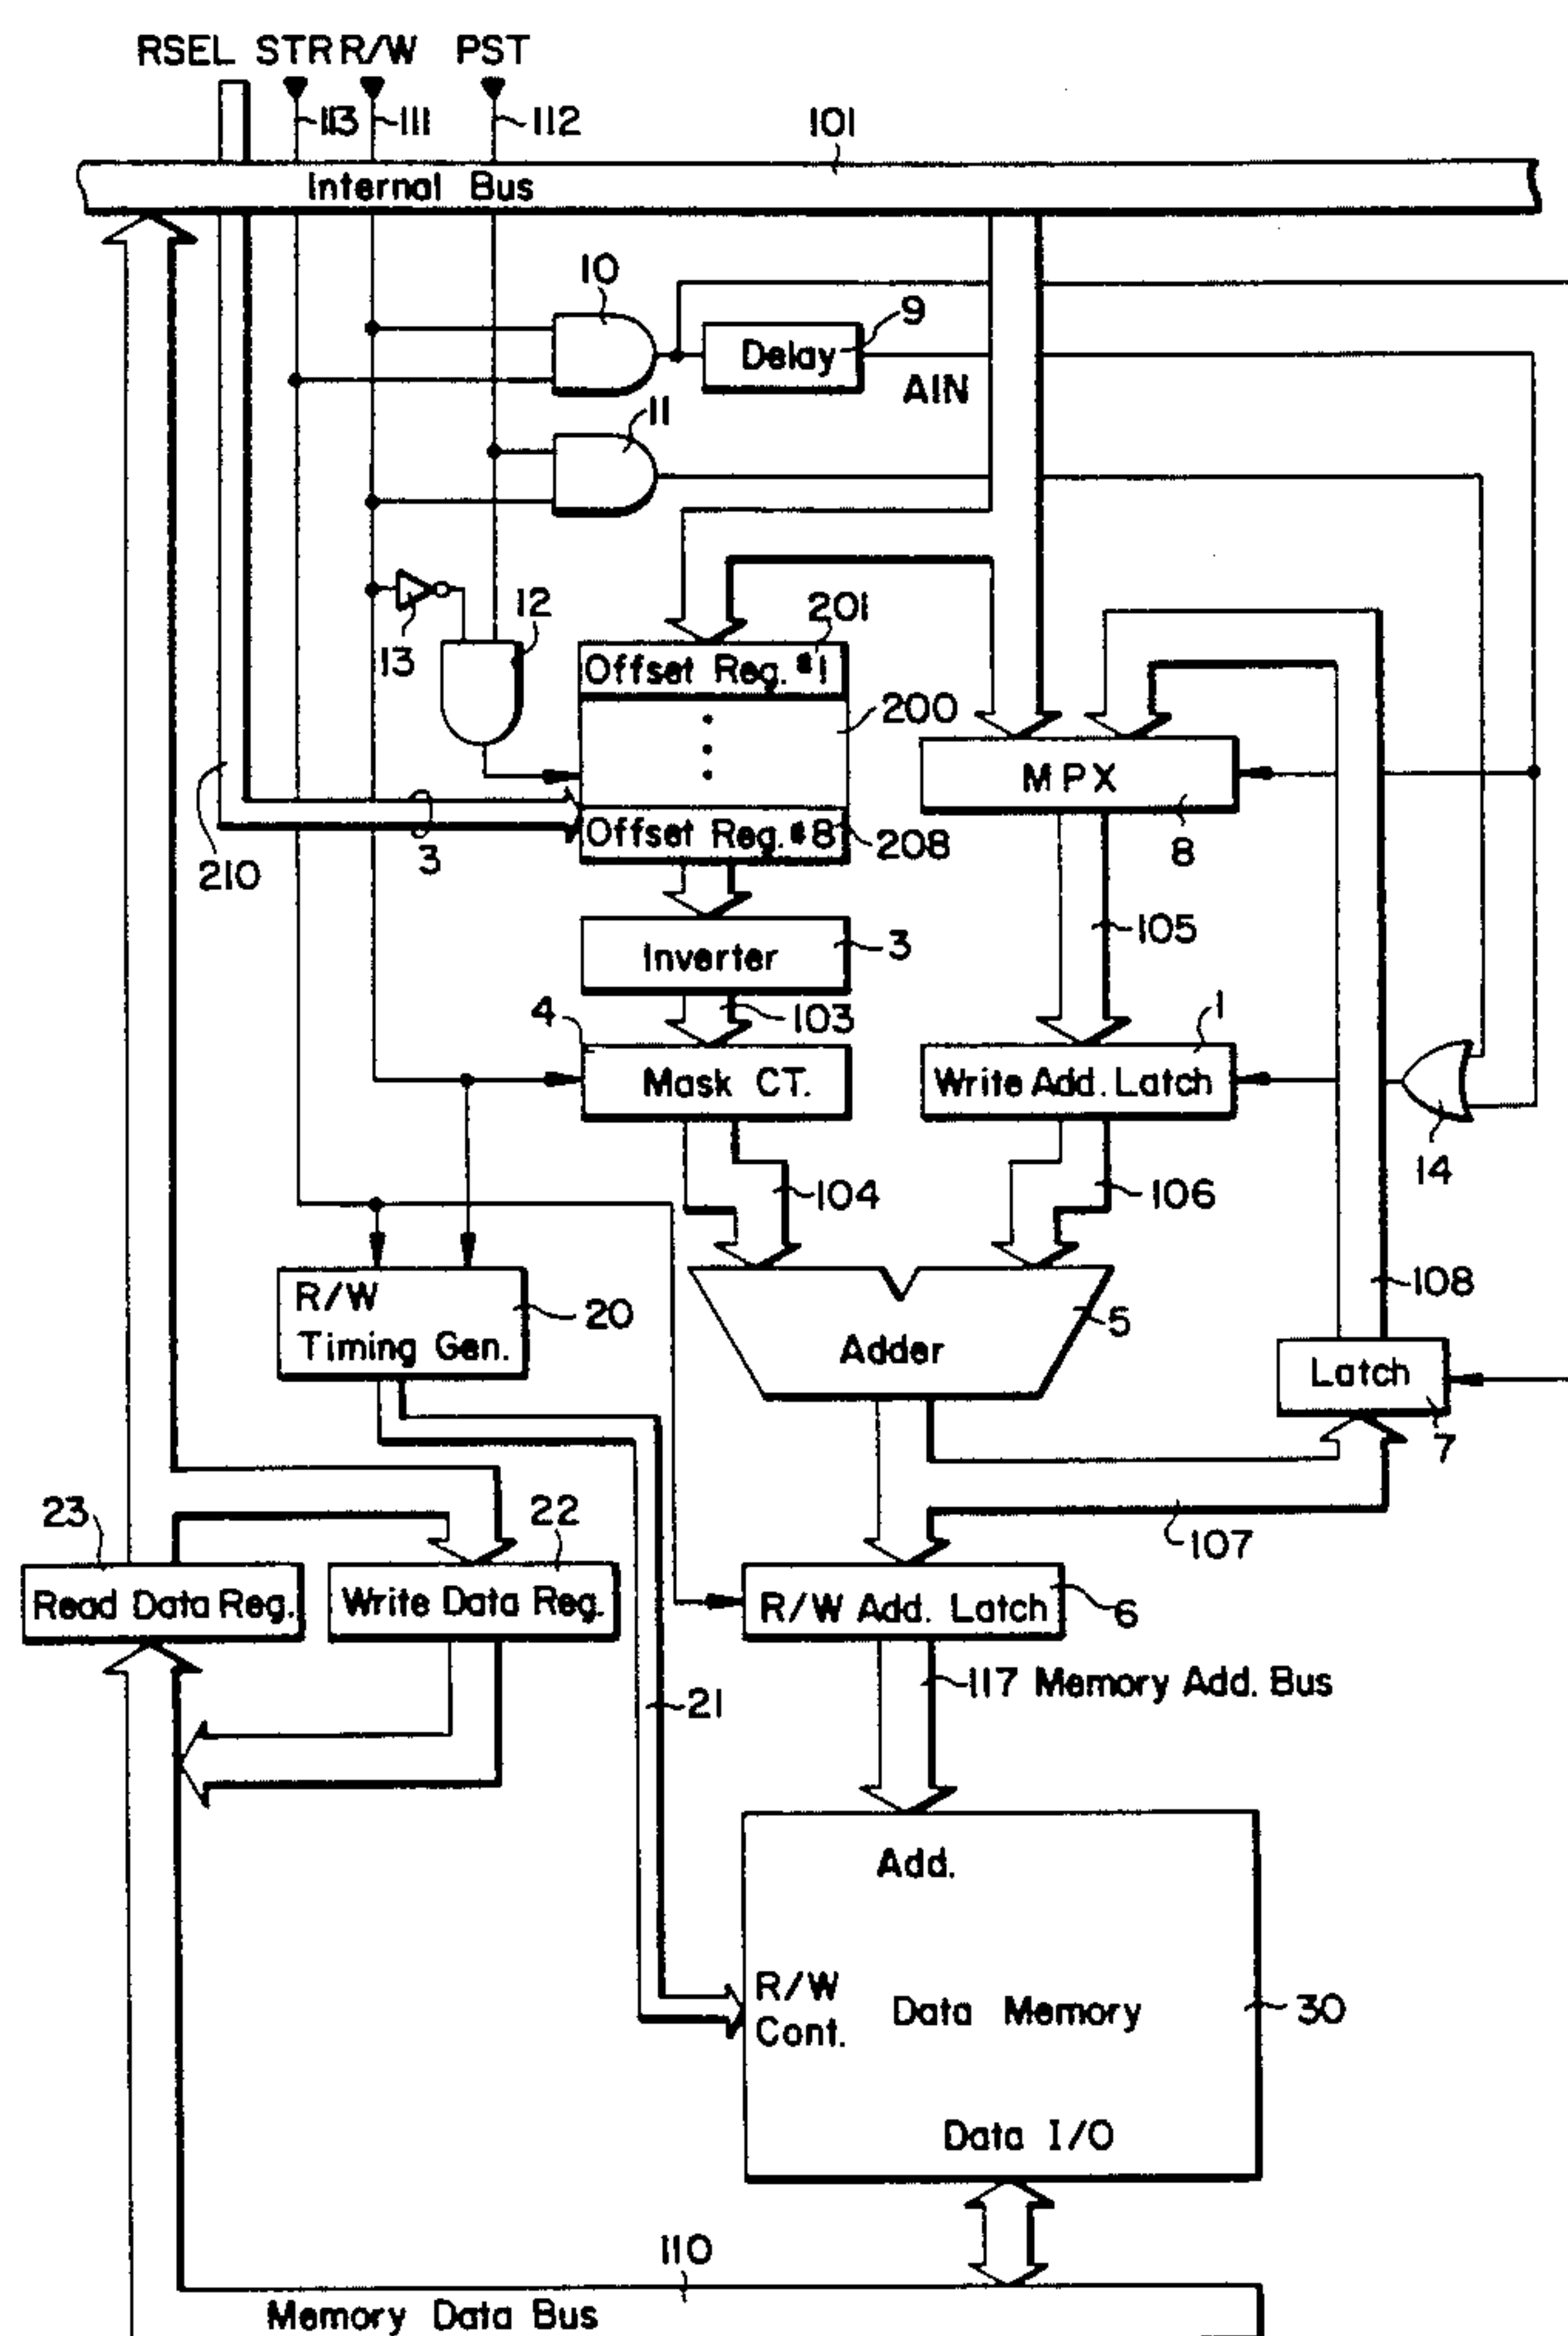 RSEL STR R/W PST
113 111 112 101
Internal Bus
10
Delay 9
AIN
11
12
13
201
Offset Reg. #1
200
MPX
8
Offset Reg. #8 208
210
3
Inverter 3
105
103
4
1
Mask CT.
Write Add. Latch
14
104
106
R/W
Timing Gen. 20
Adder 5
108
Latch
7
23
22
107
Read Data Reg.
Write Data Reg.
R/W Add. Latch 6
117 Memory Add. Bus
21
Add.
R/W
Cont.
Data Memory 30
Data I/O
110
Memory Data Bus